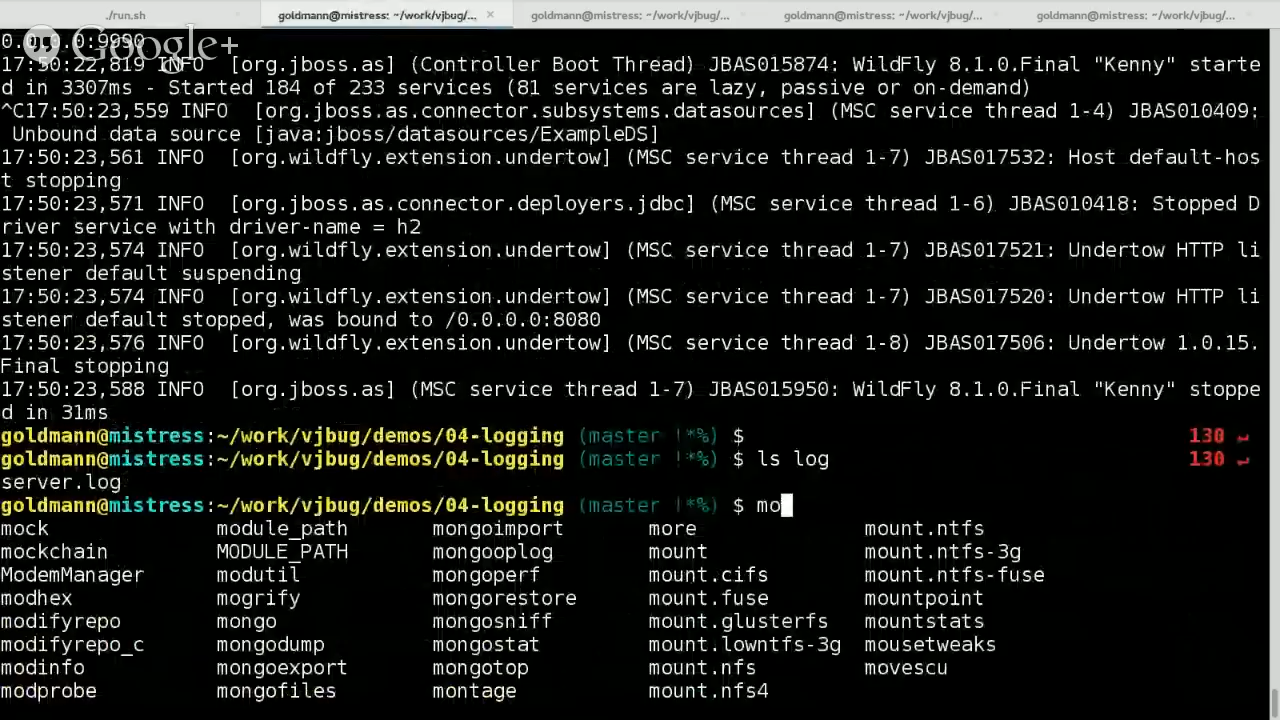 ./run.sh
goldmann@mistress: ~/work/vjbug/... ×
goldmann@mistress: ~/work/vjbug/...
goldmann@mistress: ~/work/vjbug/...
goldmann@mistress: ~/work/vjbug/...
Google+
0.0.0.0:9990
17:50:22,819 INFO  [org.jboss.as] (Controller Boot Thread) JBAS015874: WildFly 8.1.0.Final "Kenny" starte
d in 3307ms - Started 184 of 233 services (81 services are lazy, passive or on-demand)
^C17:50:23,559 INFO  [org.jboss.as.connector.subsystems.datasources] (MSC service thread 1-4) JBAS010409:
 Unbound data source [java:jboss/datasources/ExampleDS]
17:50:23,561 INFO  [org.wildfly.extension.undertow] (MSC service thread 1-7) JBAS017532: Host default-hos
t stopping
17:50:23,571 INFO  [org.jboss.as.connector.deployers.jdbc] (MSC service thread 1-6) JBAS010418: Stopped D
river service with driver-name = h2
17:50:23,574 INFO  [org.wildfly.extension.undertow] (MSC service thread 1-7) JBAS017521: Undertow HTTP li
stener default suspending
17:50:23,574 INFO  [org.wildfly.extension.undertow] (MSC service thread 1-7) JBAS017520: Undertow HTTP li
stener default stopped, was bound to /0.0.0.0:8080
17:50:23,576 INFO  [org.wildfly.extension.undertow] (MSC service thread 1-8) JBAS017506: Undertow 1.0.15.
Final stopping
17:50:23,588 INFO  [org.jboss.as] (MSC service thread 1-7) JBAS015950: WildFly 8.1.0.Final "Kenny" stoppe
d in 31ms
goldmann@mistress:~/work/vjbug/demos/04-logging (master !*%) $ 130 ↵
goldmann@mistress:~/work/vjbug/demos/04-logging (master !*%) $ ls log 130 ↵
server.log
goldmann@mistress:~/work/vjbug/demos/04-logging (master !*%) $ mo
mock module_path mongoimport more mount.ntfs
mockchain MODULE_PATH mongooplog mount mount.ntfs-3g
ModemManager modutil mongoperf mount.cifs mount.ntfs-fuse
modhex mogrify mongorestore mount.fuse mountpoint
modifyrepo mongo mongosniff mount.glusterfs mountstats
modifyrepo_c mongodump mongostat mount.lowntfs-3g mousetweaks
modinfo mongoexport mongotop mount.nfs movescu
modprobe mongofiles montage mount.nfs4